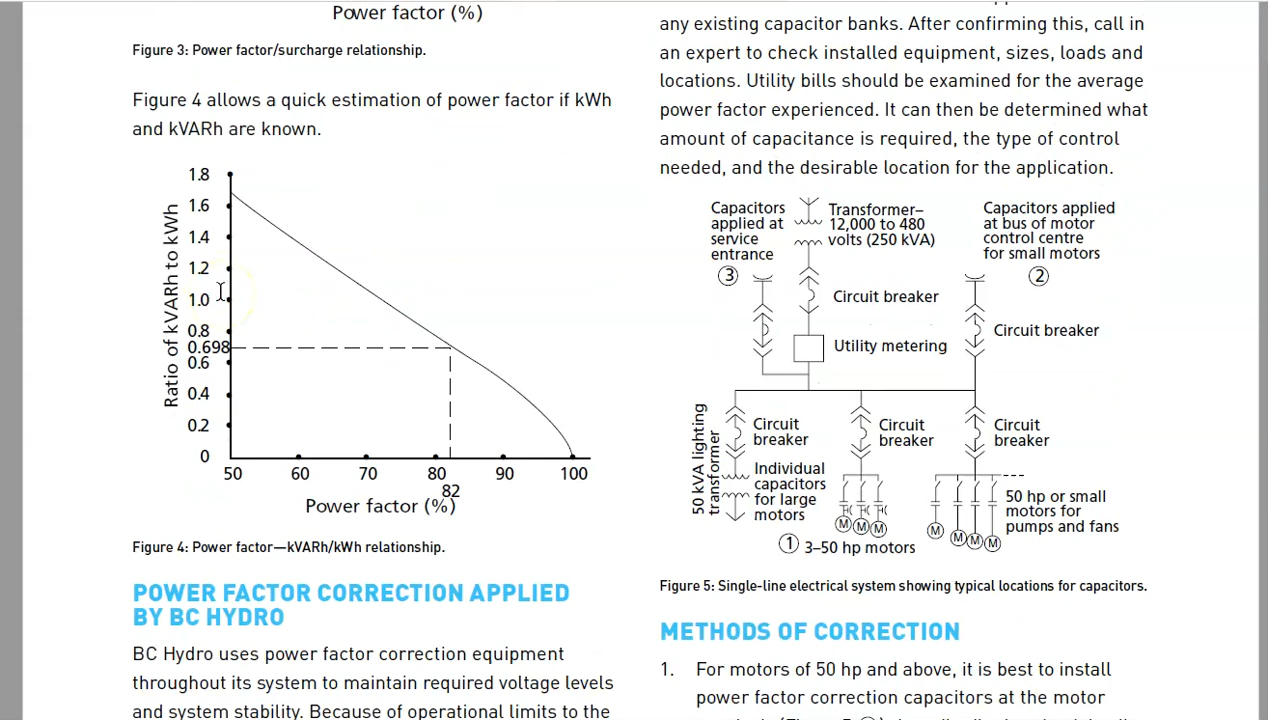 Power factor (%)
Figure 3: Power factor/surcharge relationship.
Figure 4 allows a quick estimation of power factor if kWh
and kVARh are known.
Ratio of kVARh to kWh
1.8
1.6
1.4
1.2
1.0
0.8
0.698
0.6
0.4
0.2
0
50 60 70 80 90 100
82
Power factor (%)
Figure 4: Power factor—kVARh/kWh relationship.
POWER FACTOR CORRECTION APPLIED
BY BC HYDRO
BC Hydro uses power factor correction equipment
throughout its system to maintain required voltage levels
and system stability. Because of operational limits to the
any existing capacitor banks. After confirming this, call in
an expert to check installed equipment, sizes, loads and
locations. Utility bills should be examined for the average
power factor experienced. It can then be determined what
amount of capacitance is required, the type of control
needed, and the desirable location for the application.
Capacitors
applied at
service
entrance
3
Transformer–
12,000 to 480
volts (250 kVA)
Capacitors applied
at bus of motor
control centre
for small motors
2
Circuit breaker
Circuit breaker
Utility metering
50 kVA lighting
transformer
Circuit
breaker
Circuit
breaker
Circuit
breaker
Individual
capacitors
for large
motors
M M M
M M M M
50 hp or small
motors for
pumps and fans
1 3–50 hp motors
Figure 5: Single-line electrical system showing typical locations for capacitors.
METHODS OF CORRECTION
1. For motors of 50 hp and above, it is best to install
power factor correction capacitors at the motor